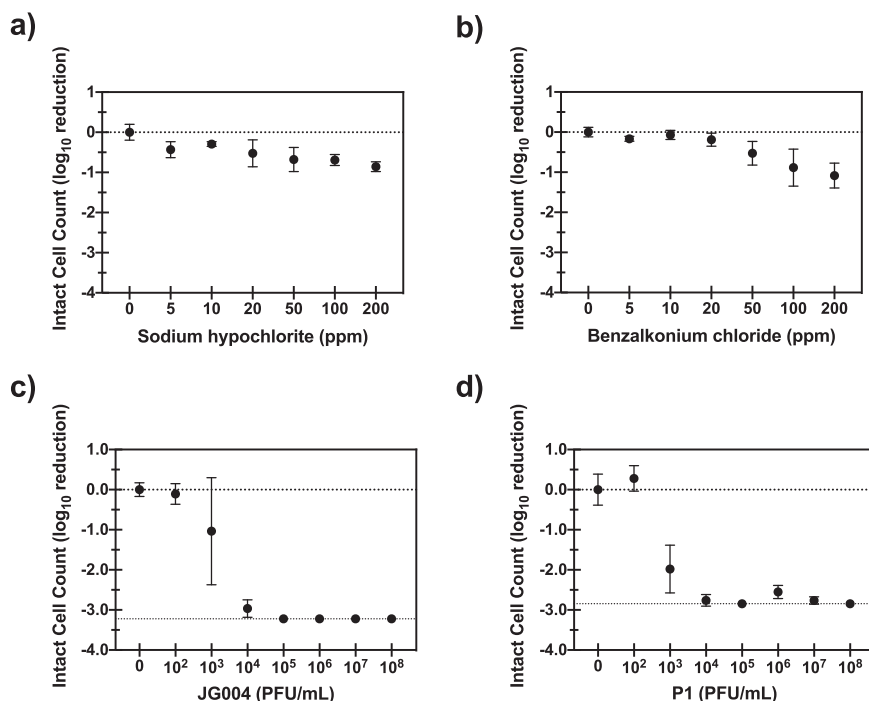 a)
Intact Cell Count (log₁₀ reduction)
1
0
-1
-2
-3
-4
0 5 10 20 50 100 200
Sodium hypochlorite (ppm)
b)
Intact Cell Count (log₁₀ reduction)
1
0
-1
-2
-3
-4
0 5 10 20 50 100 200
Benzalkonium chloride (ppm)
c)
Intact Cell Count (log₁₀ reduction)
1.0
0.0
-1.0
-2.0
-3.0
-4.0
0 10² 10³ 10⁴ 10⁵ 10⁶ 10⁷ 10⁸
JG004 (PFU/mL)
d)
Intact Cell Count (log₁₀ reduction)
1.0
0.0
-1.0
-2.0
-3.0
-4.0
0 10² 10³ 10⁴ 10⁵ 10⁶ 10⁷ 10⁸
P1 (PFU/mL)